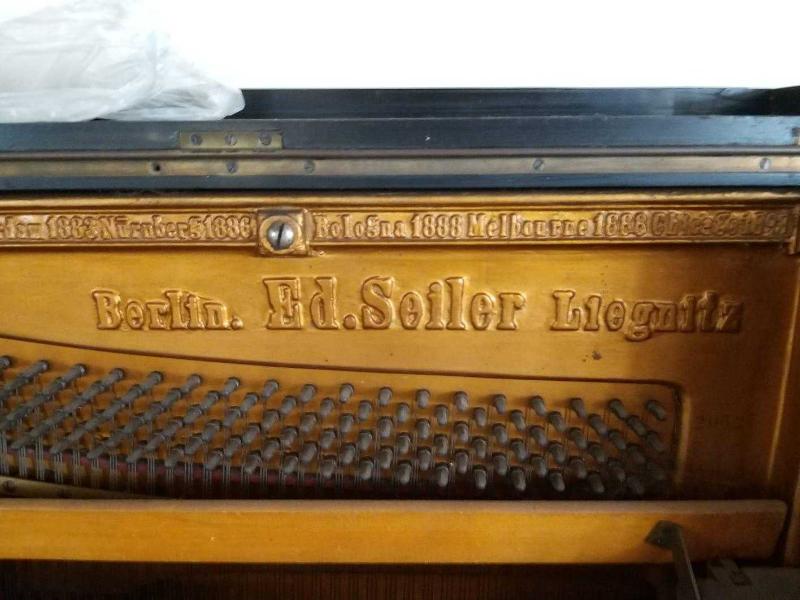 1883 Nürnberg 1886 Bologna 1888 Melbourne 1888
Berlin. Ed. Seiler Liegnitz